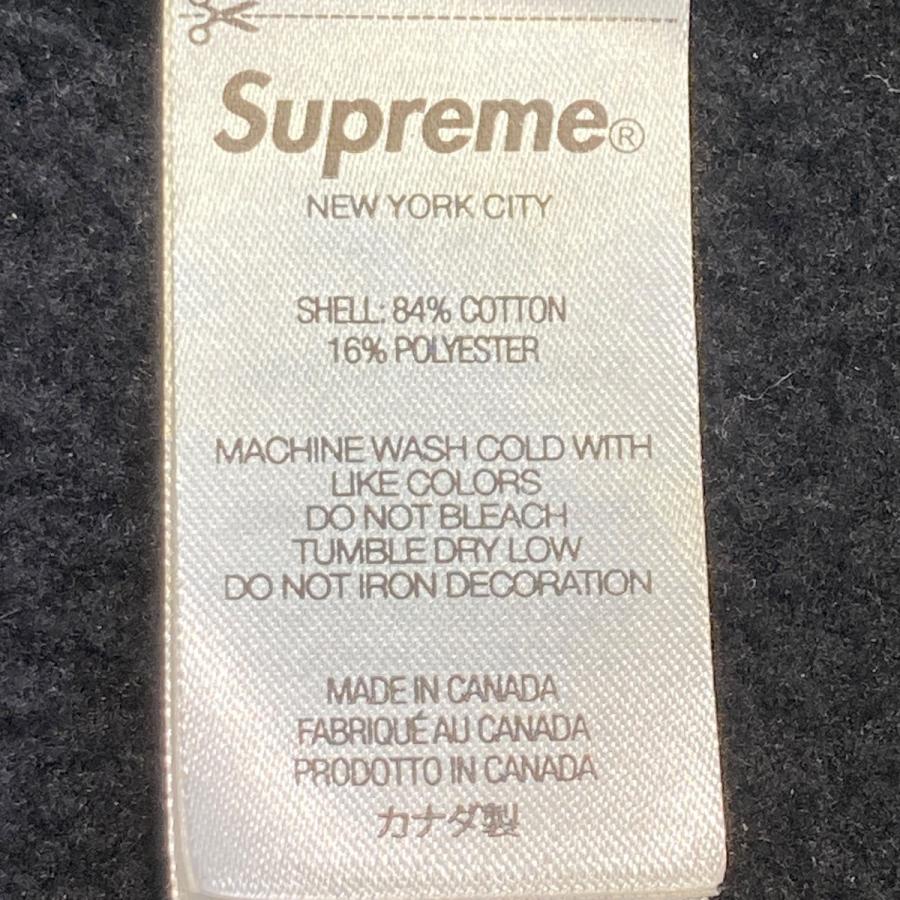 Supreme®
NEW YORK CITY
SHELL: 84% COTTON
16% POLYESTER
MACHINE WASH COLD WITH
LIKE COLORS
DO NOT BLEACH
TUMBLE DRY LOW
DO NOT IRON DECORATION
MADE IN CANADA
FABRIQUÉ AU CANADA
PRODOTTO IN CANADA
カナダ製